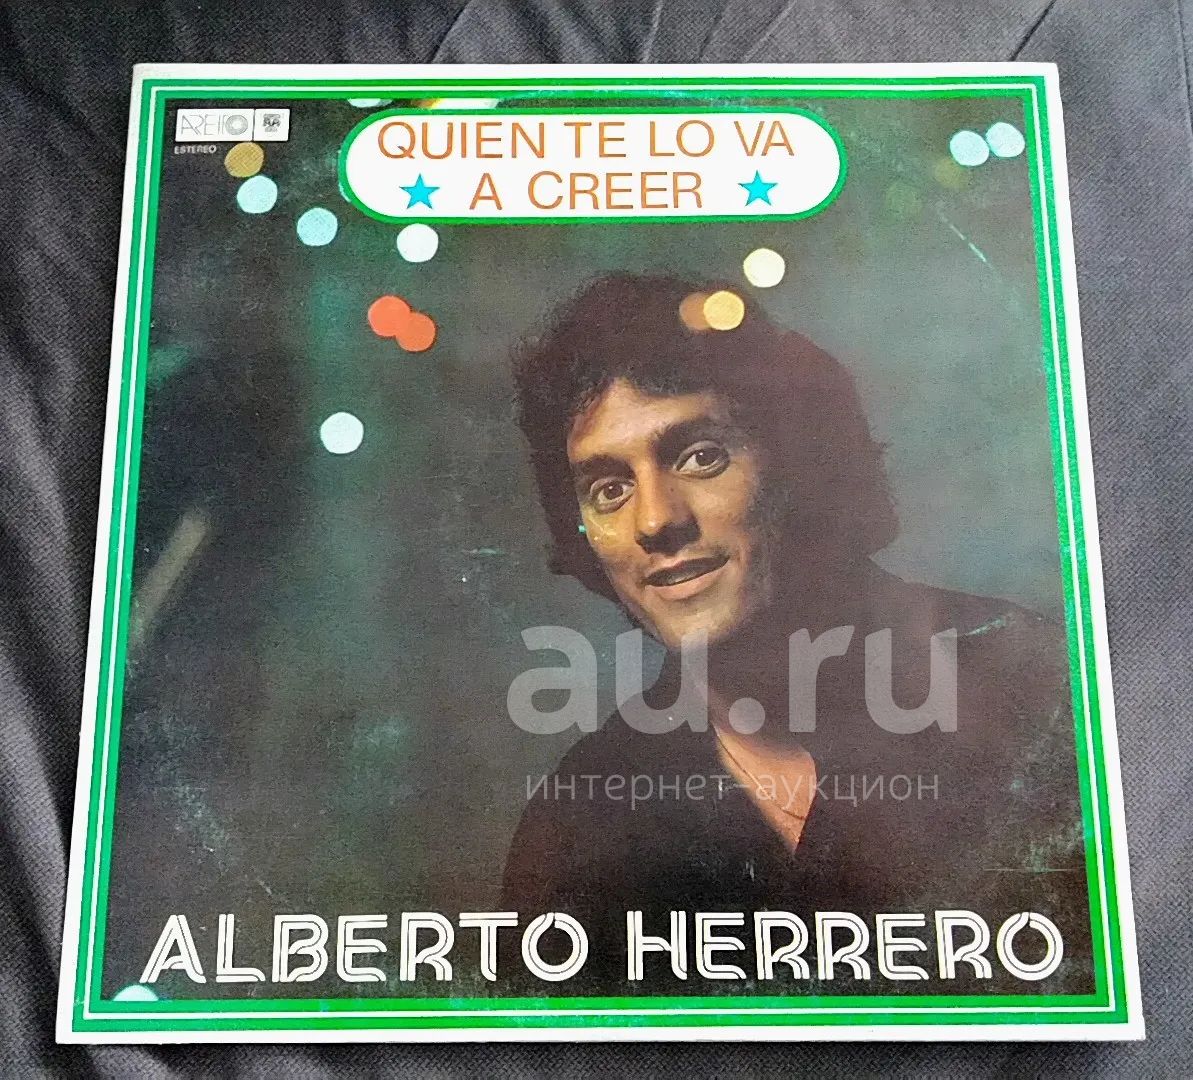 AREITO
ESTEREO
QUIEN TE LO VA
A CREER
au.ru
интернет-аукцион
ALBERTO HERRERO